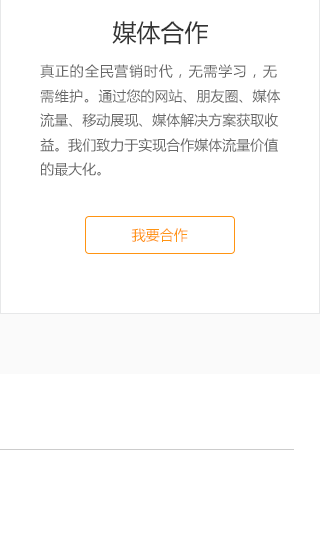 媒体合作
真正的全民营销时代，无需学习，无
需维护。通过您的网站、朋友圈、媒体
流量、移动展现、媒体解决方案获取收
益。我们致力于实现合作媒体流量价值
的最大化。
我要合作